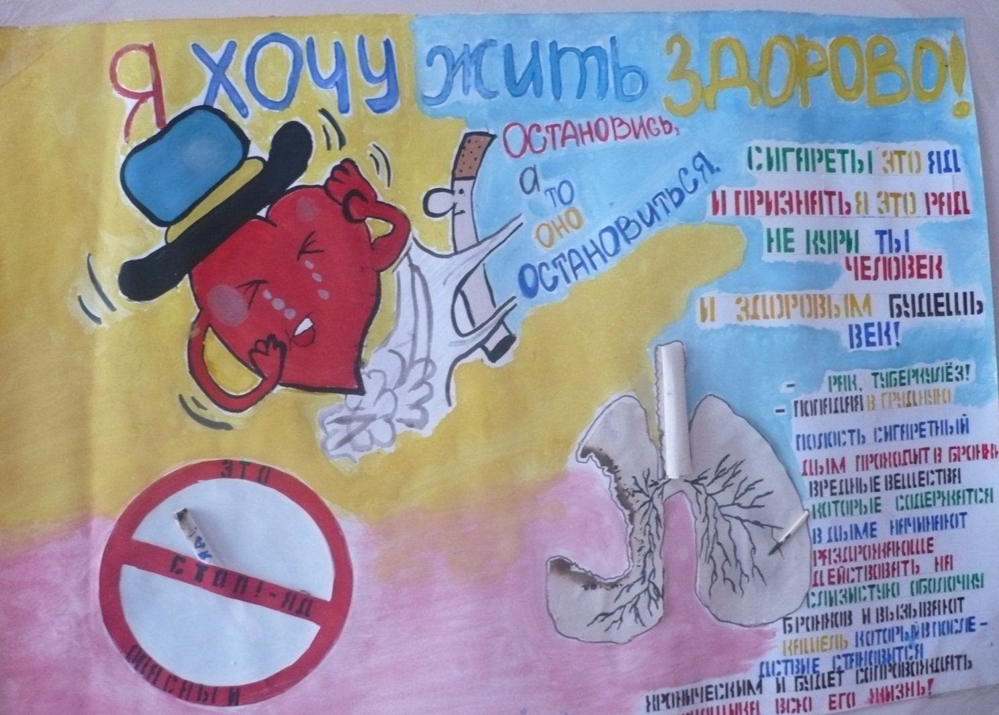 Я ХОЧУ ЖИТЬ ЗДОРОВО!
ОСТАНОВИСЬ,
а
ТО
ОНО
ОСТАНОВИТЬСЯ.
СИГАРЕТЫ ЭТО ЯД
И ПРИЗНАТЬ Я ЭТО РАД
НЕ КУРИ ТЫ
ЧЕЛОВЕК
И ЗДОРОВЫМ БУДЕШЬ
ВЕК!
- РАК, ТУБЕРКУЛЁЗ!
- ПОПАДАЯ В ГРУДНУЮ
ПОЛОСТЬ СИГАРЕТНЫЙ
ДЫМ ПРОХОДИТ В БРОНХИ
ВРЕДНЫЕ ВЕЩЕСТВА
КОТОРЫЕ СОДЕРЖАТСЯ
В ДЫМЕ НАЧИНАЮТ
РАЗДРОЖАЮЩЕ
ДЕЙСТВОВАТЬ НА
СЛИЗИСТУЮ ОБОЛОЧКУ
БРОНХОВ И ВЫЗЫВАЮТ
КАШЕЛЬ КОТОРЫЙ ВПОСЛЕ-
ДСТВИЕ СТАНОВИТСЯ
ХРОНИЧЕСКИМ И БУДЕТ СОПРОВОЖДАТЬ
ВСЮ ЕГО ЖИЗНЬ!
ЭТО
СТОП! - ЯД
ОПАСНЫЙ